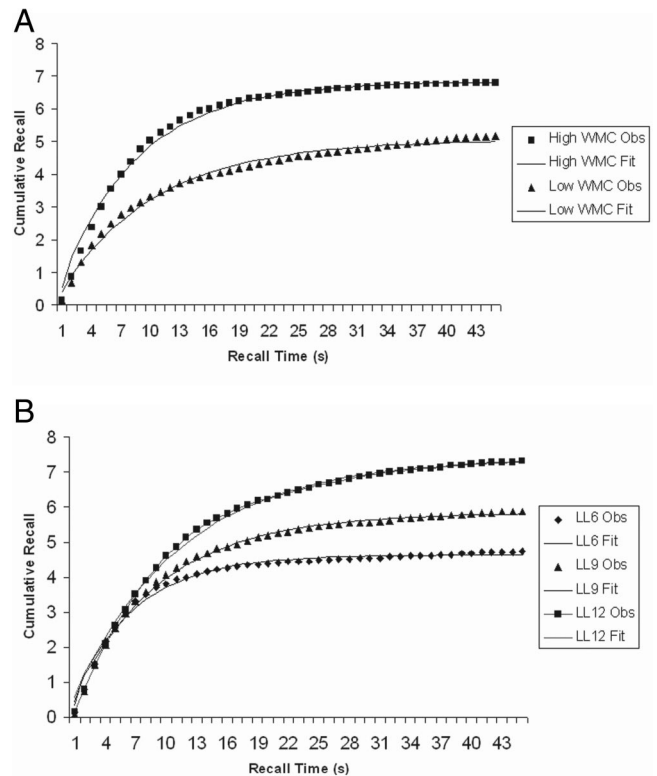 A
8
7
6
5
4
3
2
1
0
Cumulative Recall
1 4 7 10 13 16 19 22 25 28 31 34 37 40 43
Recall Time (s)
High WMC Obs
High WMC Fit
Low WMC Obs
Low WMC Fit
B
8
7
6
5
4
3
2
1
0
Cumulative Recall
1 4 7 10 13 16 19 22 25 28 31 34 37 40 43
Recall Time (s)
LL6 Obs
LL6 Fit
LL9 Obs
LL9 Fit
LL12 Obs
LL12 Fit